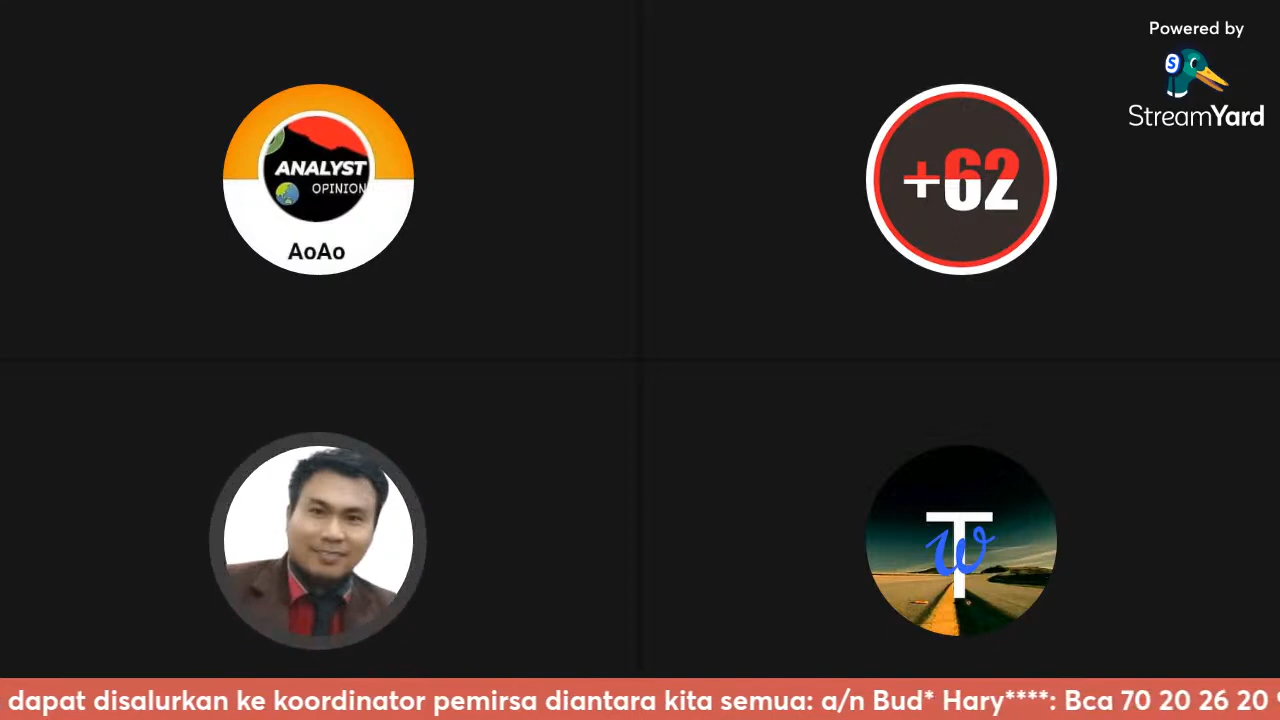 Powered by
S
StreamYard
ANALYST
OPINION
AoAo
+62
Tw
dapat disalurkan ke koordinator pemirsa diantara kita semua: a/n Bud* Hary****: Bca 70 20 26 20